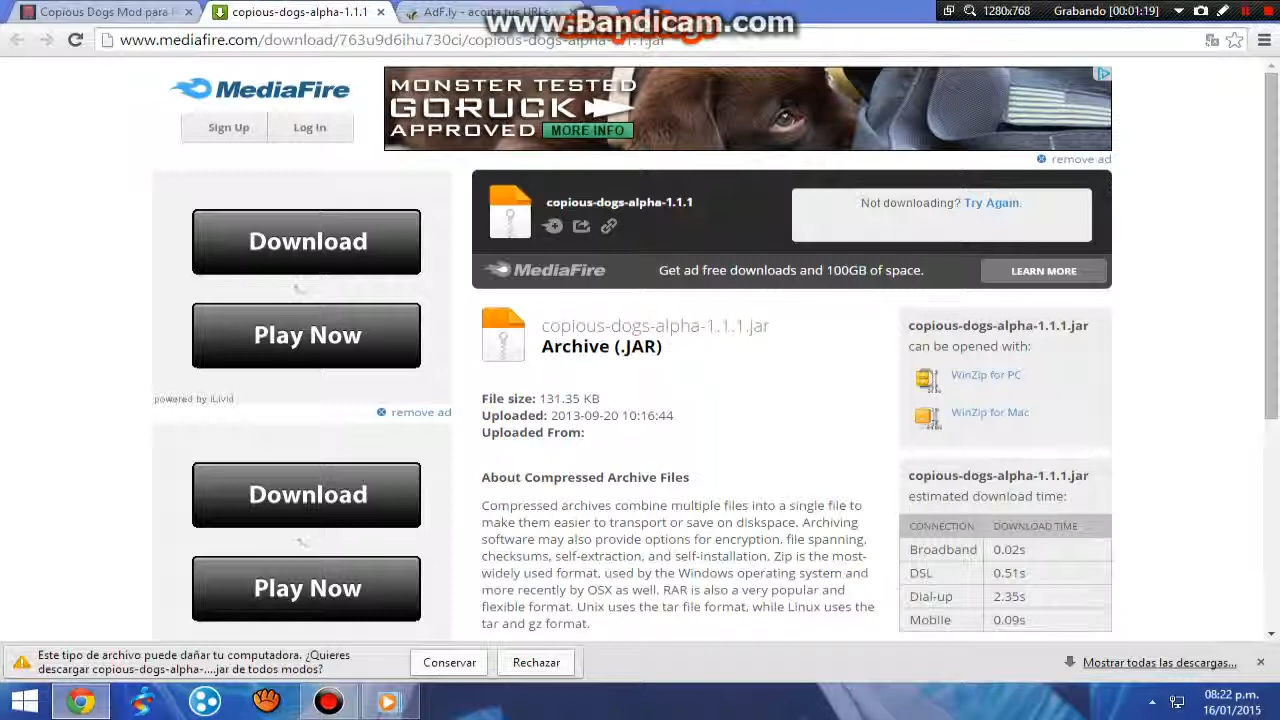 Copious Dogs Mod para
copious-dogs-alpha-1.1.1
AdF.ly - acorta tus URLs
www.Bandicam.com
1280x768
Grabando [00:01:19]
www.mediafire.com/download/763u9d6ihu730ci/copious-dogs-alpha-1.1.1.jar
MediaFire
Sign Up
Log In
MONSTER TESTED
GORUCK
APPROVED MORE INFO
remove ad
Download
Play Now
powered by iLivid
remove ad
Download
Play Now
copious-dogs-alpha-1.1.1
Not downloading? Try Again.
MediaFire
Get ad free downloads and 100GB of space.
LEARN MORE
copious-dogs-alpha-1.1.1.jar
Archive (.JAR)
File size: 131.35 KB
Uploaded: 2013-09-20 10:16:44
Uploaded From:
About Compressed Archive Files
Compressed archives combine multiple files into a single file to
make them easier to transport or save on diskspace. Archiving
software may also provide options for encryption, file spanning,
checksums, self-extraction, and self-installation. Zip is the most-
widely used format, used by the Windows operating system and
more recently by OSX as well. RAR is also a very popular and
flexible format. Unix uses the tar file format, while Linux uses the
tar and gz format.
copious-dogs-alpha-1.1.1.jar
can be opened with:
WinZip for PC
WinZip for Mac
copious-dogs-alpha-1.1.1.jar
estimated download time:
CONNECTION DOWNLOAD TIME
Broadband 0.02s
DSL 0.51s
Dial-up 2.35s
Mobile 0.09s
Este tipo de archivo puede dañar tu computadora. ¿Quieres
descargar copious-dogs-alpha-....jar de todos modos?
Conservar
Rechazar
Mostrar todas las descargas...
08:22 p.m.
16/01/2015